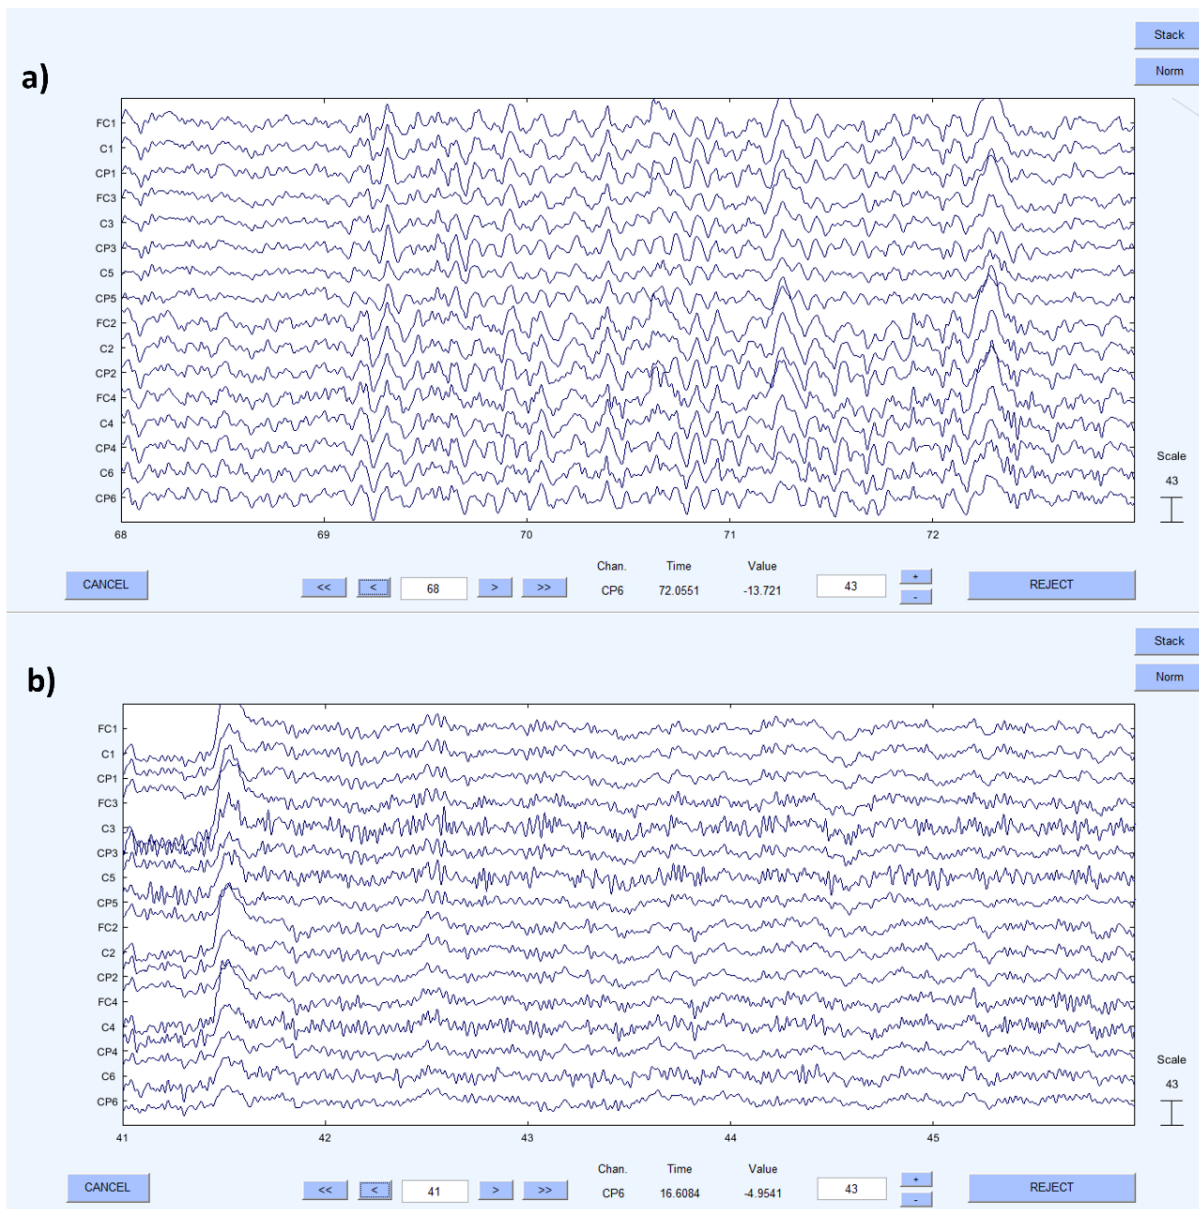 Stack
a)
Norm
FC1
C1
CP1
FC3
C3
CP3
C5
CP5
FC2
C2
CP2
FC4
C4
CP4
C6
CP6
Scale
43
68 69 70 71 72
Chan. Time Value
CANCEL << < 68 > >> CP6 72.0551 -13.721 43 + - REJECT
Stack
b)
Norm
FC1
C1
CP1
FC3
C3
CP3
C5
CP5
FC2
C2
CP2
FC4
C4
CP4
C6
CP6
Scale
43
41 42 43 44 45
Chan. Time Value
CANCEL << < 41 > >> CP6 16.6084 -4.9541 43 + - REJECT